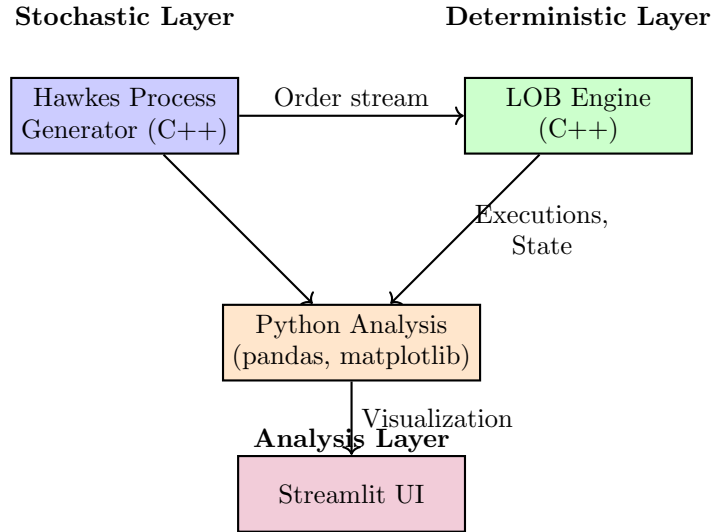 Stochastic Layer
Deterministic Layer
Hawkes Process
Generator (C++)
Order stream
LOB Engine
(C++)
Executions,
State
Python Analysis
(pandas, matplotlib)
Visualization
Analysis Layer
Streamlit UI